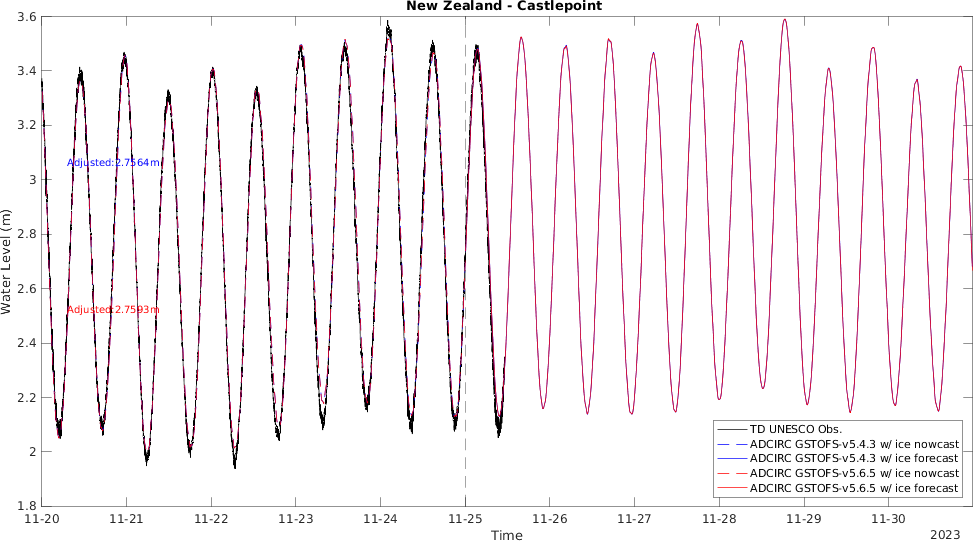 New Zealand - Castlepoint
3.6
3.4
3.2
3
2.8
2.6
2.4
2.2
2
1.8
Water Level (m)
Adjusted:2.7564m
Adjusted:2.7593m
TD UNESCO Obs.
ADCIRC GSTOFS-v5.4.3 w/ ice nowcast
ADCIRC GSTOFS-v5.4.3 w/ ice forecast
ADCIRC GSTOFS-v5.6.5 w/ ice nowcast
ADCIRC GSTOFS-v5.6.5 w/ ice forecast
11-20 11-21 11-22 11-23 11-24 11-25 11-26 11-27 11-28 11-29 11-30
Time
2023